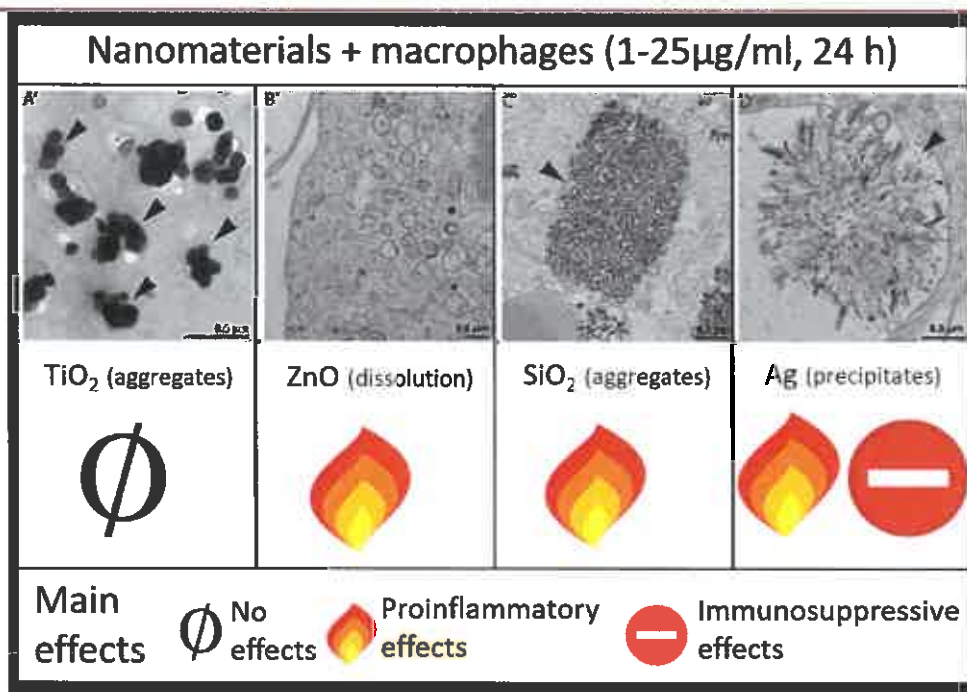 Nanomaterials + macrophages (1-25µg/ml, 24 h)
A
B
C
D
TiO₂ (aggregates)
ZnO (dissolution)
SiO₂ (aggregates)
Ag (precipitates)
Ø
Main
effects
Ø No
effects
Proinflammatory
effects
Immunosuppressive
effects